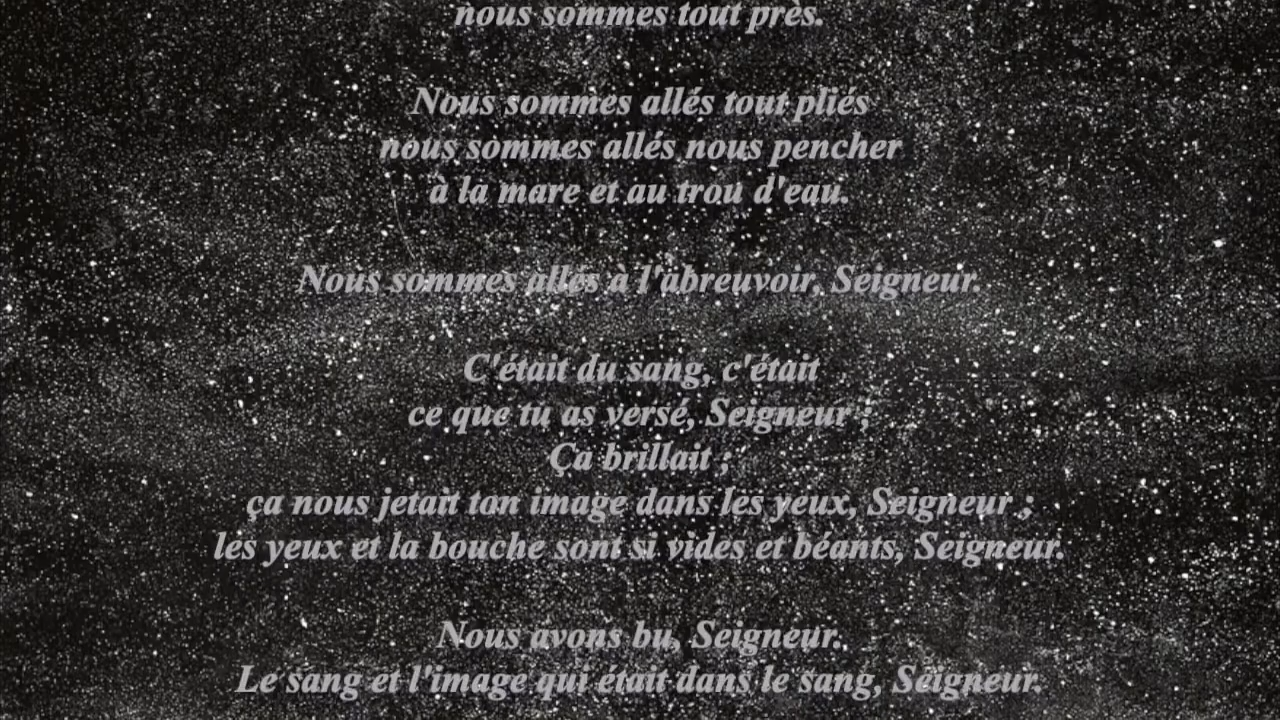 nous sommes tout près.
Nous sommes allés tout pliés
nous sommes allés nous pencher
à la mare et au trou d'eau.
Nous sommes allés à l'abreuvoir, Seigneur.
C'était du sang, c'était
ce que tu as versé, Seigneur ;
Ça brillait ;
ça nous jetait ton image dans les yeux, Seigneur ;
les yeux et la bouche sont si vides et béants, Seigneur.
Nous avons bu, Seigneur.
Le sang et l'image qui était dans le sang, Seigneur.